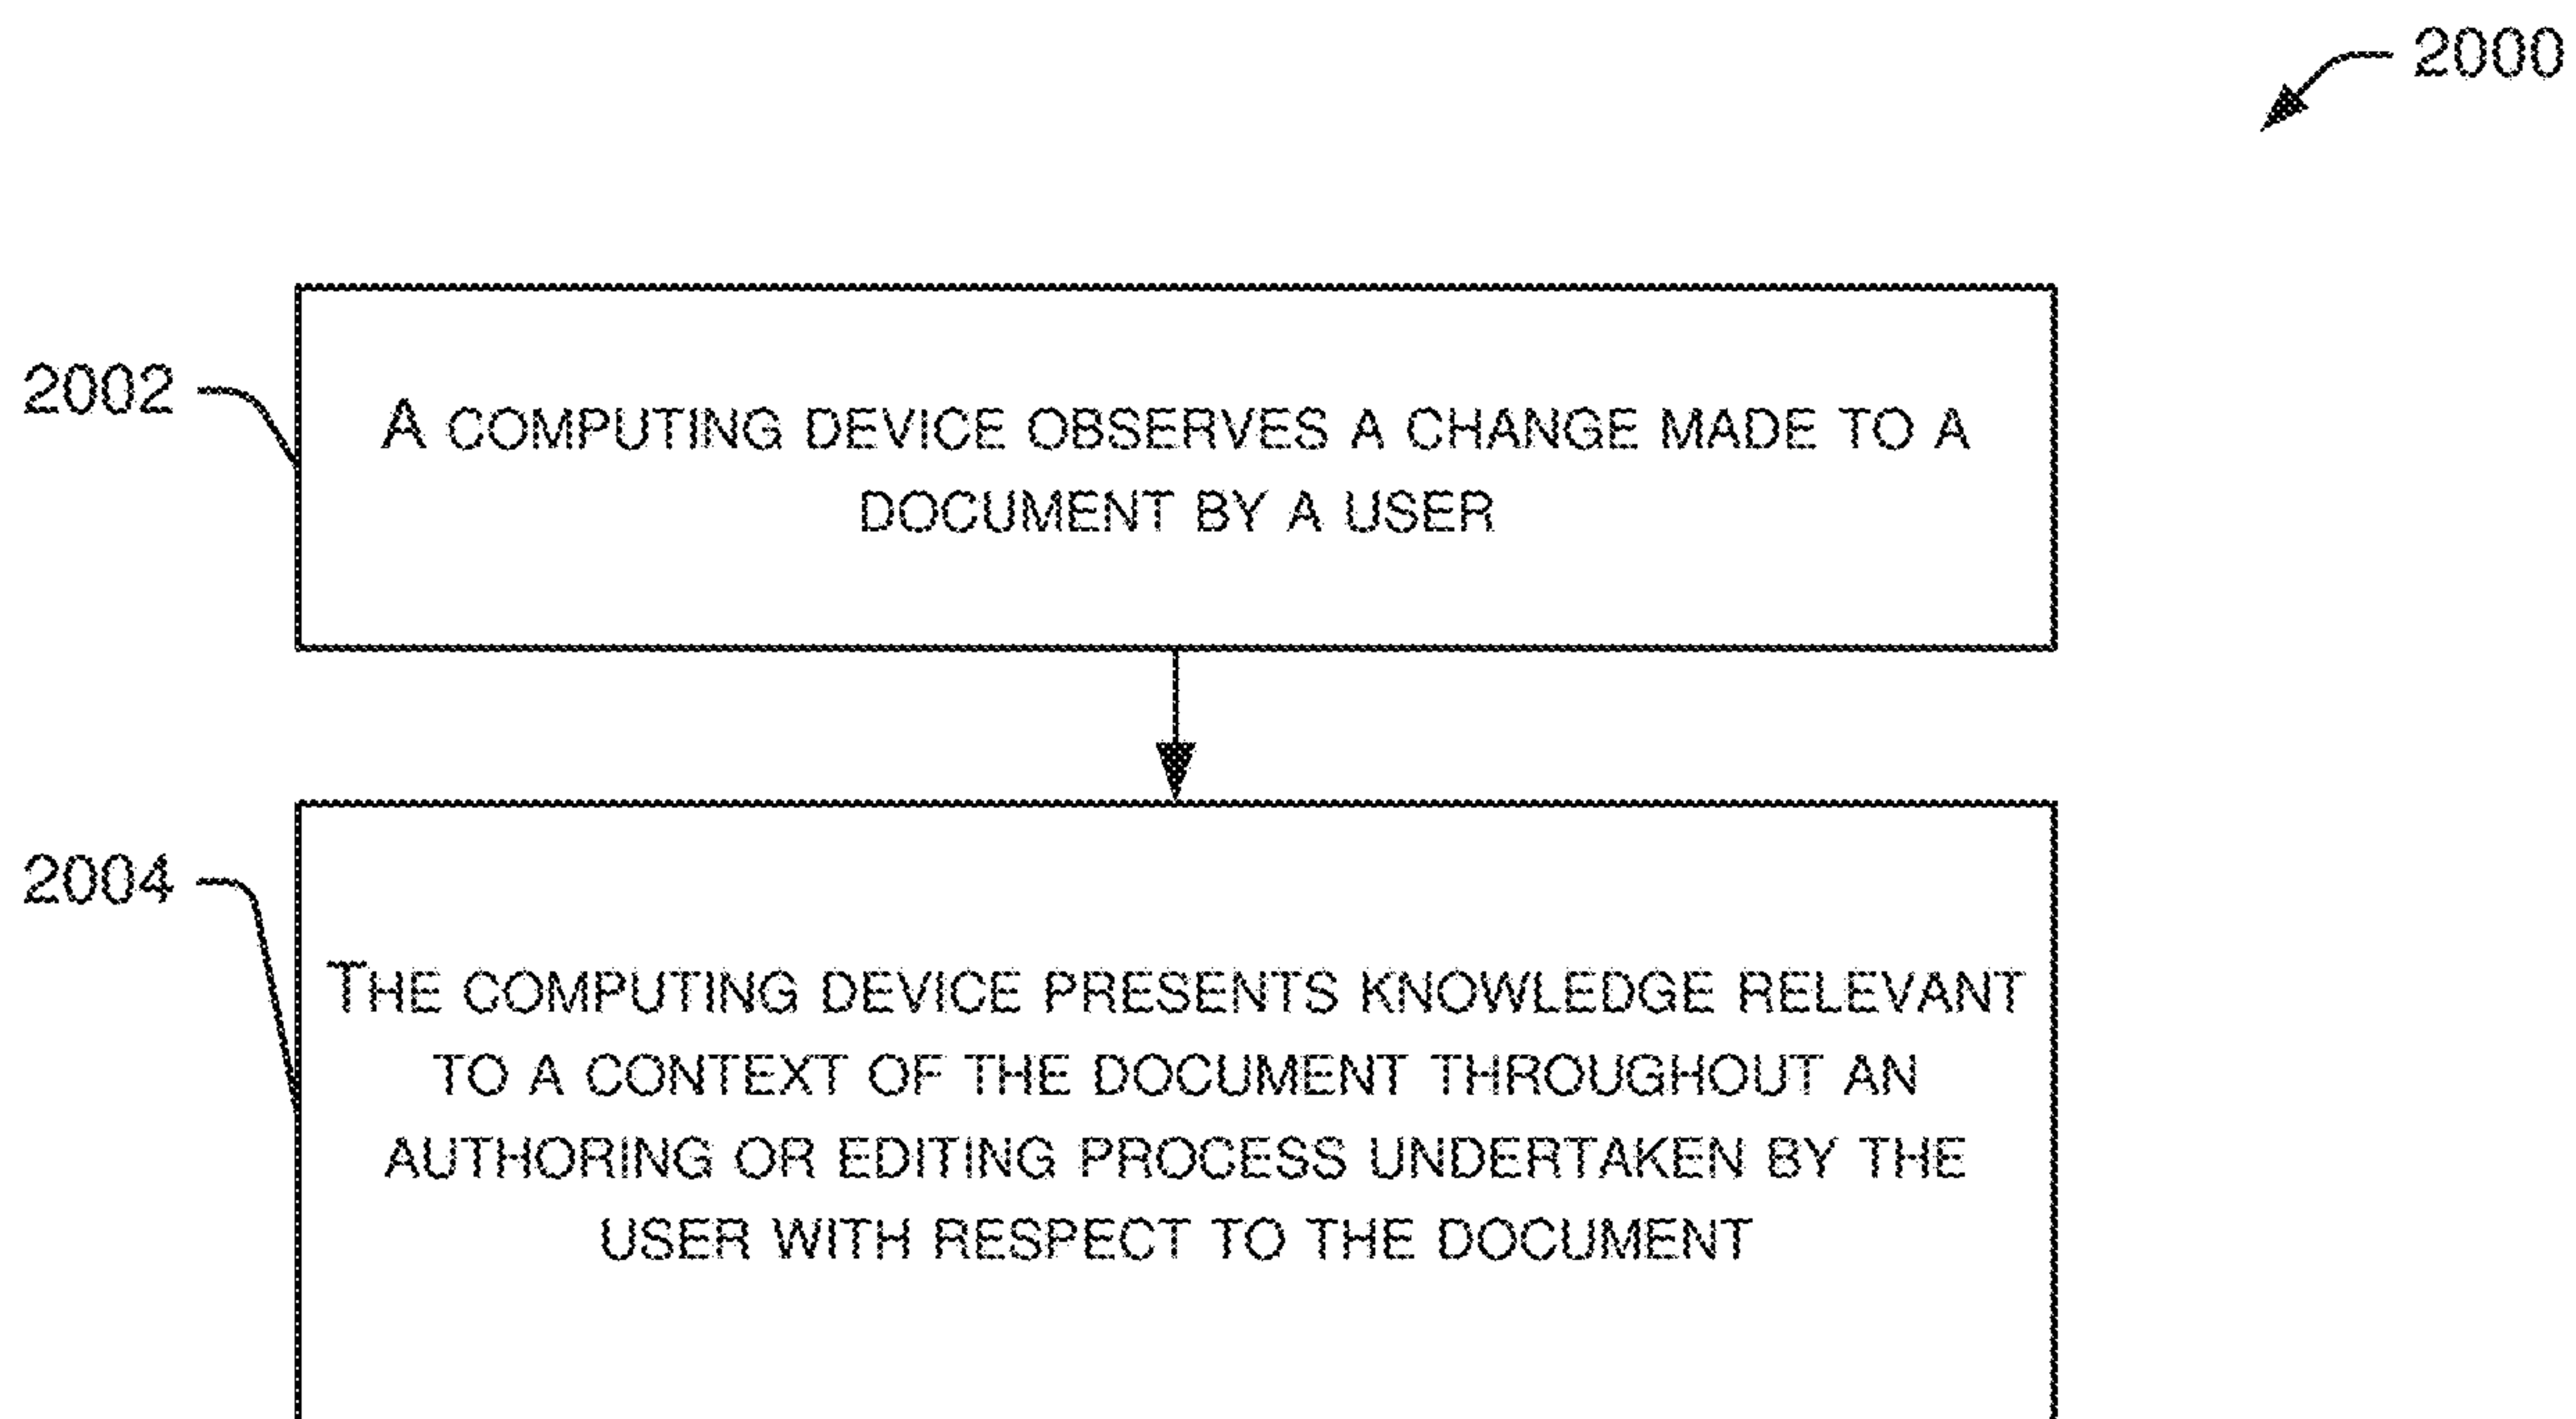 2000
2002
A COMPUTING DEVICE OBSERVES A CHANGE MADE TO A
DOCUMENT BY A USER
2004
THE COMPUTING DEVICE PRESENTS KNOWLEDGE RELEVANT
TO A CONTEXT OF THE DOCUMENT THROUGHOUT AN
AUTHORING OR EDITING PROCESS UNDERTAKEN BY THE
USER WITH RESPECT TO THE DOCUMENT